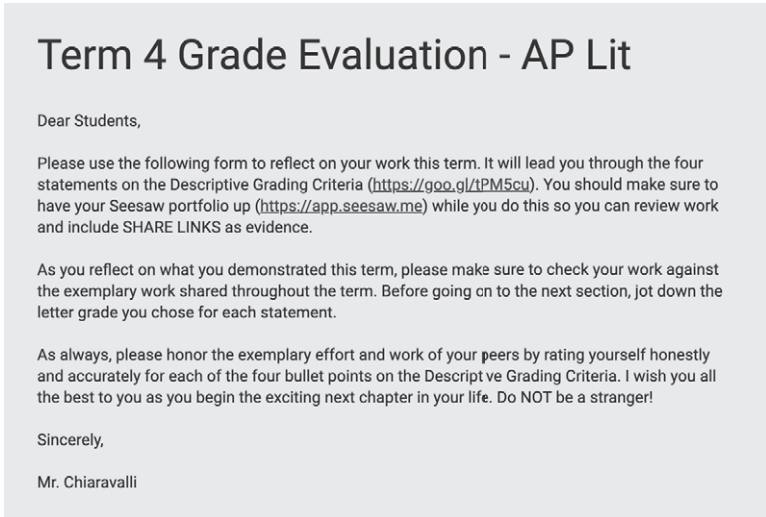 Term 4 Grade Evaluation - AP Lit
Dear Students,
Please use the following form to reflect on your work this term. It will lead you through the four
statements on the Descriptive Grading Criteria (https://goo.gl/tPM5cu). You should make sure to
have your Seesaw portfolio up (https://app.seesaw.me) while you do this so you can review work
and include SHARE LINKS as evidence.
As you reflect on what you demonstrated this term, please make sure to check your work against
the exemplary work shared throughout the term. Before going on to the next section, jot down the
letter grade you chose for each statement.
As always, please honor the exemplary effort and work of your peers by rating yourself honestly
and accurately for each of the four bullet points on the Descriptive Grading Criteria. I wish you all
the best to you as you begin the exciting next chapter in your life. Do NOT be a stranger!
Sincerely,
Mr. Chiaravalli